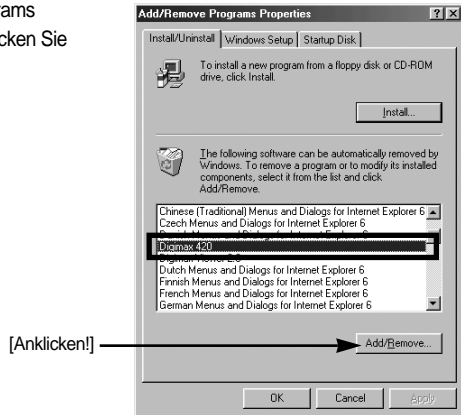 rams
cken Sie
Add/Remove Programs Properties
Install/Uninstall Windows Setup Startup Disk
To install a new program from a floppy disk or CD-ROM
drive, click Install.
Install...
The following software can be automatically removed by
Windows. To remove a program or to modify its installed
components, select it from the list and click
Add/Remove.
Chinese (Traditional) Menus and Dialogs for Internet Explorer 6
Czech Menus and Dialogs for Internet Explorer 6
Digimax 420
Dutch Menus and Dialogs for Internet Explorer 6
Finnish Menus and Dialogs for Internet Explorer 6
French Menus and Dialogs for Internet Explorer 6
German Menus and Dialogs for Internet Explorer 6
[Anklicken!]
Add/Remove...
OK Cancel Apply